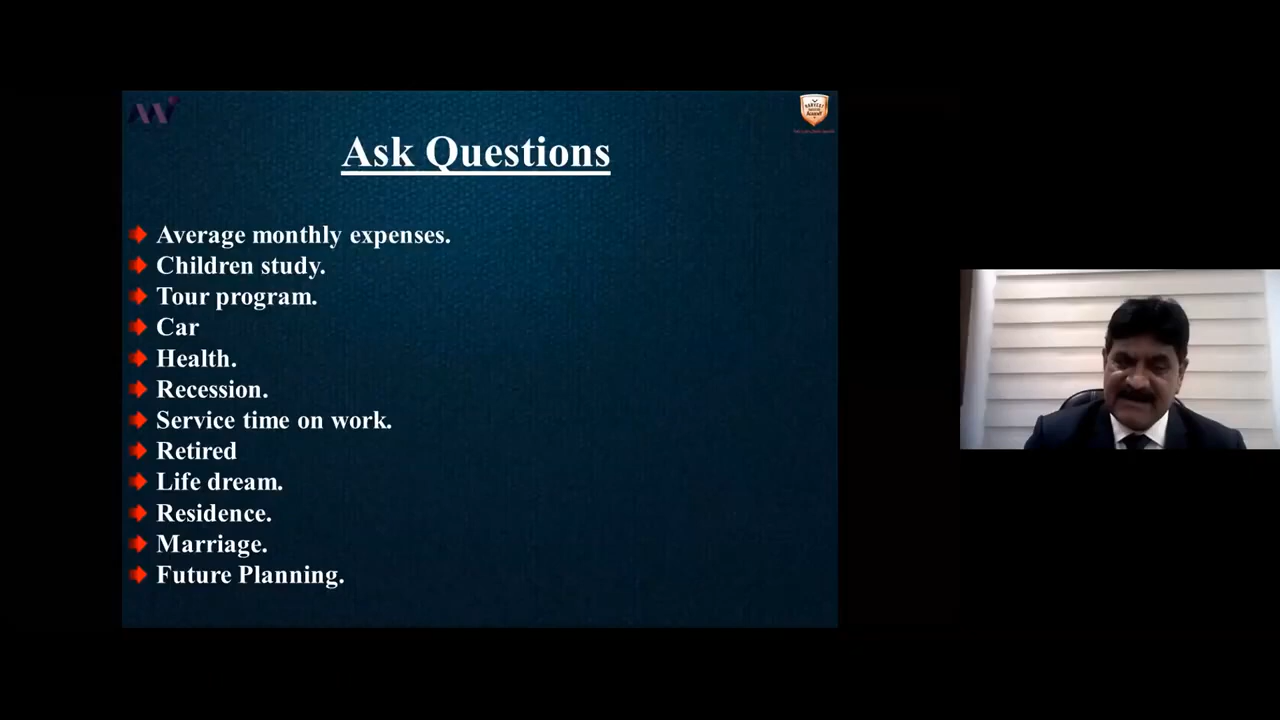 HARVEST
Ask Questions
Average monthly expenses.
Children study.
Tour program.
Car
Health.
Recession.
Service time on work.
Retired
Life dream.
Residence.
Marriage.
Future Planning.